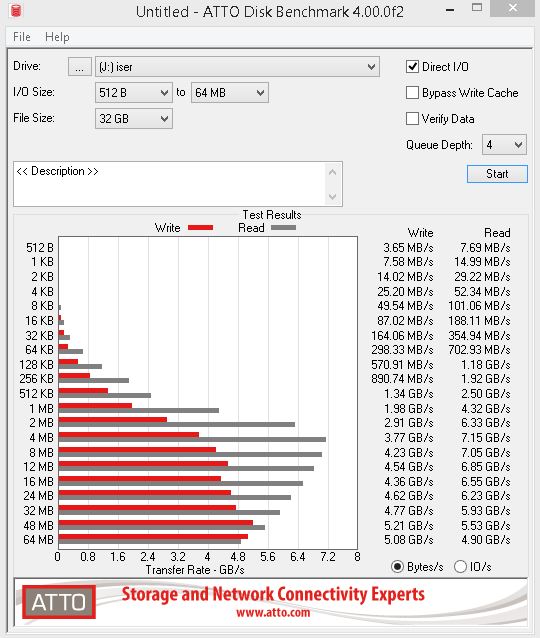 Untitled - ATTO Disk Benchmark 4.00.0f2
File Help
Drive: ... (J:) iser
Direct I/O
I/O Size: 512 B to 64 MB
Bypass Write Cache
File Size: 32 GB
Verify Data
Queue Depth: 4
<< Description >>
Start
Test Results
Write Read Write Read
512 B 3.65 MB/s 7.69 MB/s
1 KB 7.58 MB/s 14.99 MB/s
2 KB 14.02 MB/s 29.22 MB/s
4 KB 25.20 MB/s 52.34 MB/s
8 KB 49.54 MB/s 101.06 MB/s
16 KB 87.02 MB/s 188.11 MB/s
32 KB 164.06 MB/s 354.94 MB/s
64 KB 298.33 MB/s 702.93 MB/s
128 KB 570.91 MB/s 1.18 GB/s
256 KB 890.74 MB/s 1.92 GB/s
512 KB 1.34 GB/s 2.50 GB/s
1 MB 1.98 GB/s 4.32 GB/s
2 MB 2.91 GB/s 6.33 GB/s
4 MB 3.77 GB/s 7.15 GB/s
8 MB 4.23 GB/s 7.05 GB/s
12 MB 4.54 GB/s 6.85 GB/s
16 MB 4.36 GB/s 6.55 GB/s
24 MB 4.62 GB/s 6.23 GB/s
32 MB 4.77 GB/s 5.93 GB/s
48 MB 5.21 GB/s 5.53 GB/s
64 MB 5.08 GB/s 4.90 GB/s
0 0.8 1.6 2.4 3.2 4 4.8 5.6 6.4 7.2 8
Transfer Rate - GB/s
Bytes/s IO/s
ATTO
Storage and Network Connectivity Experts
www.atto.com